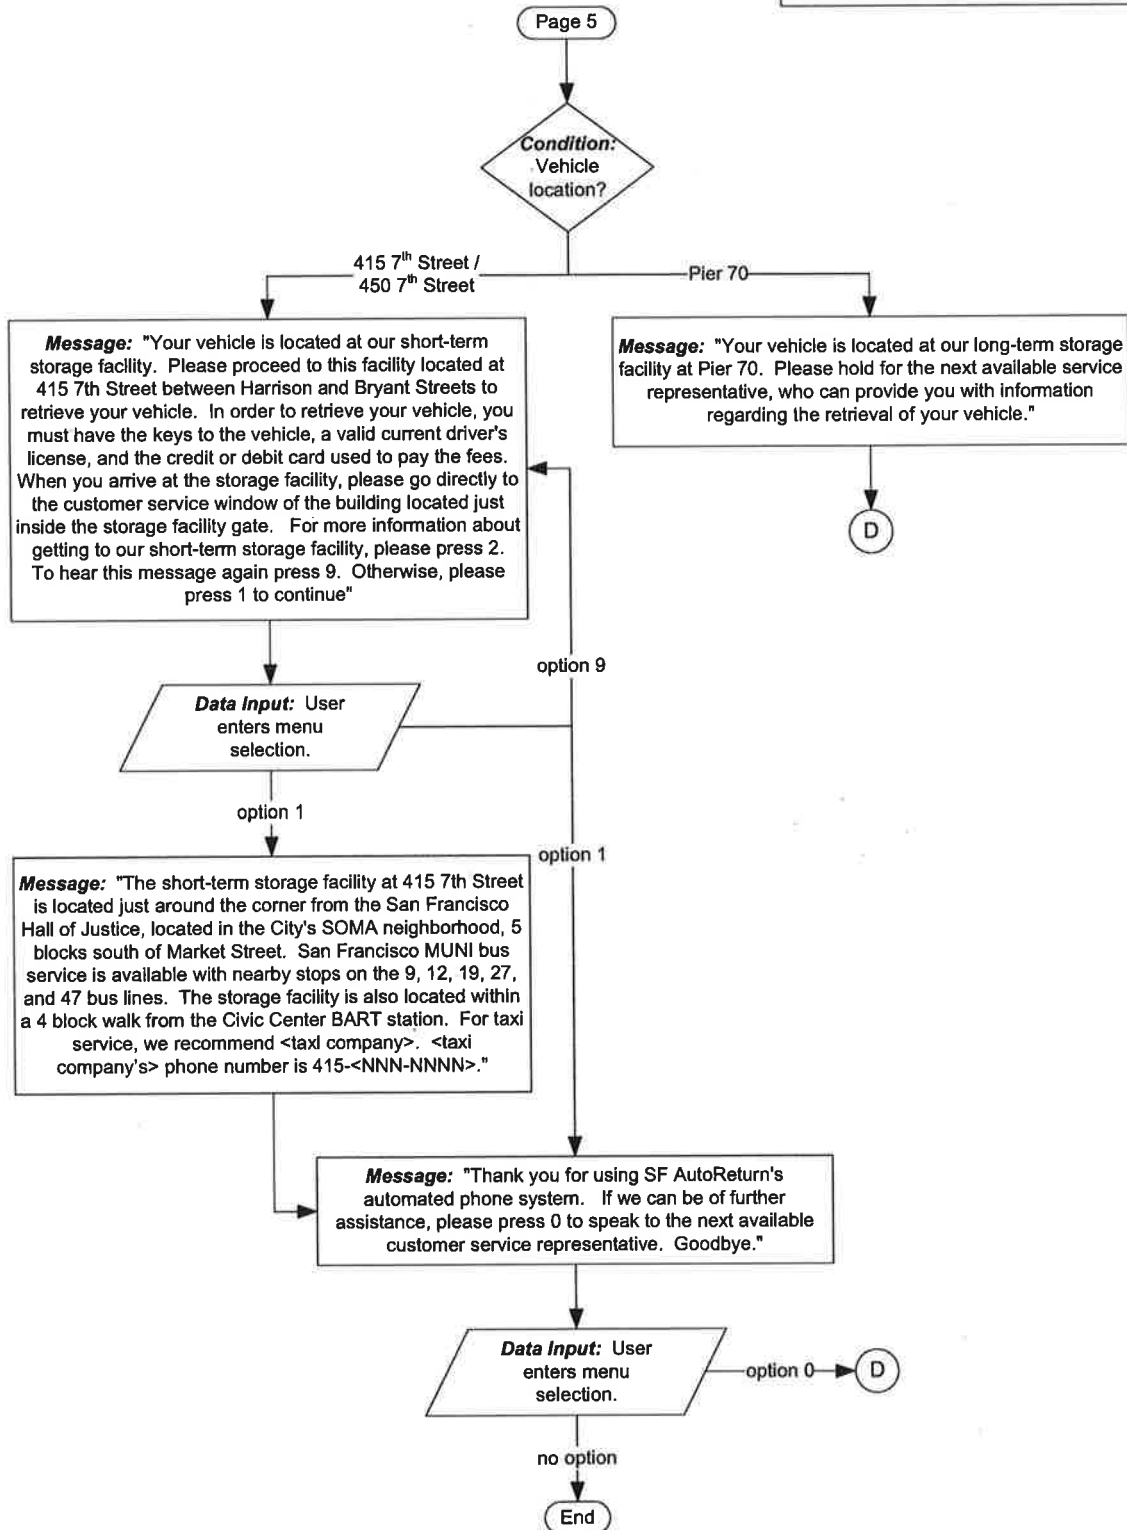 Page 5
Condition:
Vehicle
location?
415 7th Street /
450 7th Street
Pier 70
Message: "Your vehicle is located at our short-term
storage facility. Please proceed to this facility located at
415 7th Street between Harrison and Bryant Streets to
retrieve your vehicle. In order to retrieve your vehicle, you
must have the keys to the vehicle, a valid current driver's
license, and the credit or debit card used to pay the fees.
When you arrive at the storage facility, please go directly to
the customer service window of the building located just
inside the storage facility gate. For more information about
getting to our short-term storage facility, please press 2.
To hear this message again press 9. Otherwise, please
press 1 to continue"
Message: "Your vehicle is located at our long-term storage
facility at Pier 70. Please hold for the next available service
representative, who can provide you with information
regarding the retrieval of your vehicle."
D
option 9
Data Input: User
enters menu
selection.
option 1
option 1
Message: "The short-term storage facility at 415 7th Street
is located just around the corner from the San Francisco
Hall of Justice, located in the City's SOMA neighborhood, 5
blocks south of Market Street. San Francisco MUNI bus
service is available with nearby stops on the 9, 12, 19, 27,
and 47 bus lines. The storage facility is also located within
a 4 block walk from the Civic Center BART station. For taxi
service, we recommend <taxi company>. <taxi
company's> phone number is 415-<NNN-NNNN>."
Message: "Thank you for using SF AutoReturn's
automated phone system. If we can be of further
assistance, please press 0 to speak to the next available
customer service representative. Goodbye."
Data Input: User
enters menu
selection.
option 0
D
no option
End